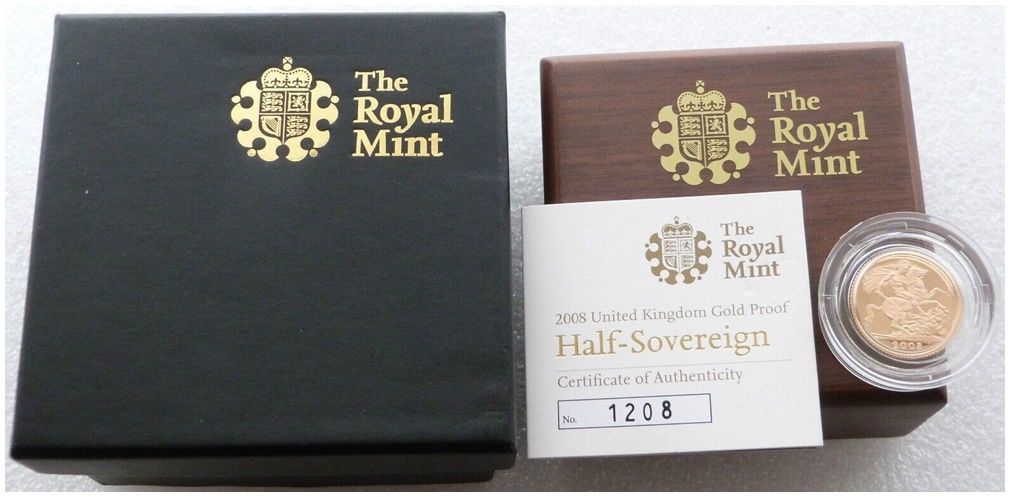 The
Royal
Mint
The
Royal
Mint
The
Royal
Mint
2008 United Kingdom Gold Proof
Half-Sovereign
Certificate of Authenticity
No. 1208
2008